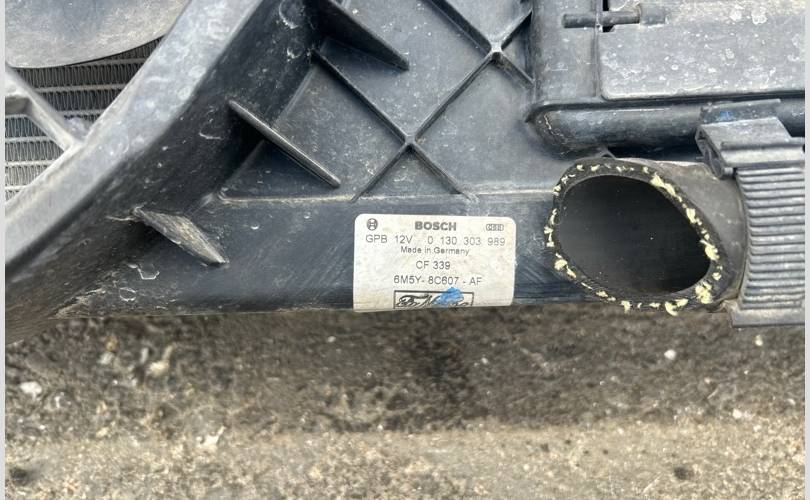 BOSCH
GPB 12V 0 130 303 989
Made in Germany
CF 339
6M5Y-8C607-AF